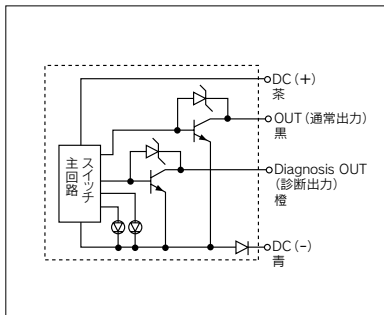 DC（＋）
茶
OUT（通常出力）
黒
Diagnosis OUT
（診断出力）
橙
スイッチ
主回路
DC（−）
青